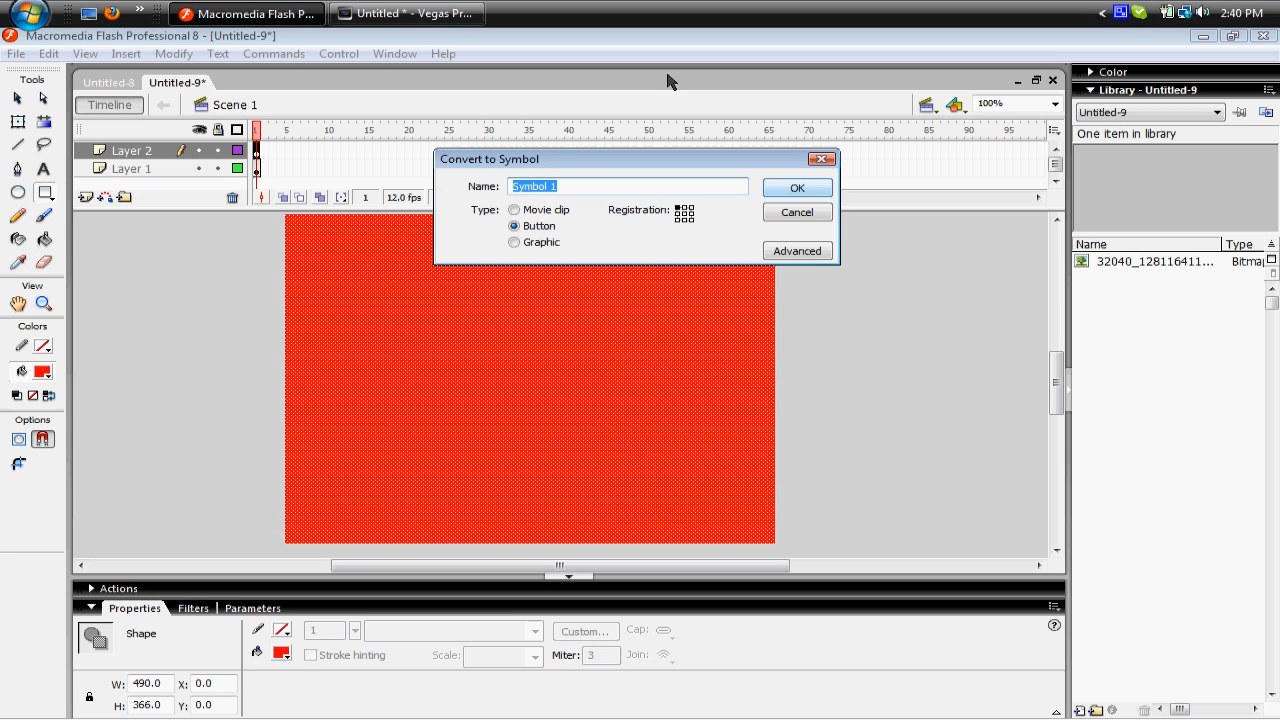 Macromedia Flash P...
Untitled * - Vegas Pr...
2:40 PM
Macromedia Flash Professional 8 - [Untitled-9*]
File Edit View Insert Modify Text Commands Control Window Help
Tools
Untitled-8 Untitled-9*
Timeline Scene 1 100%
1 5 10 15 20 25 30 35 40 45 50 55 60 65 70 75 80 85 90 95
Layer 2
Layer 1
1 12.0 fps
Convert to Symbol
Name: Symbol 1 OK
Type: Movie clip Registration: Cancel
Button
Graphic Advanced
View
Colors
Options
Color
Library - Untitled-9
Untitled-9
One item in library
Name Type
32040_128116411... Bitmap
Actions
Properties Filters Parameters
Shape 1 Custom... Cap:
Stroke hinting Scale: Miter: 3 Join:
W: 490.0 X: 0.0
H: 366.0 Y: 0.0